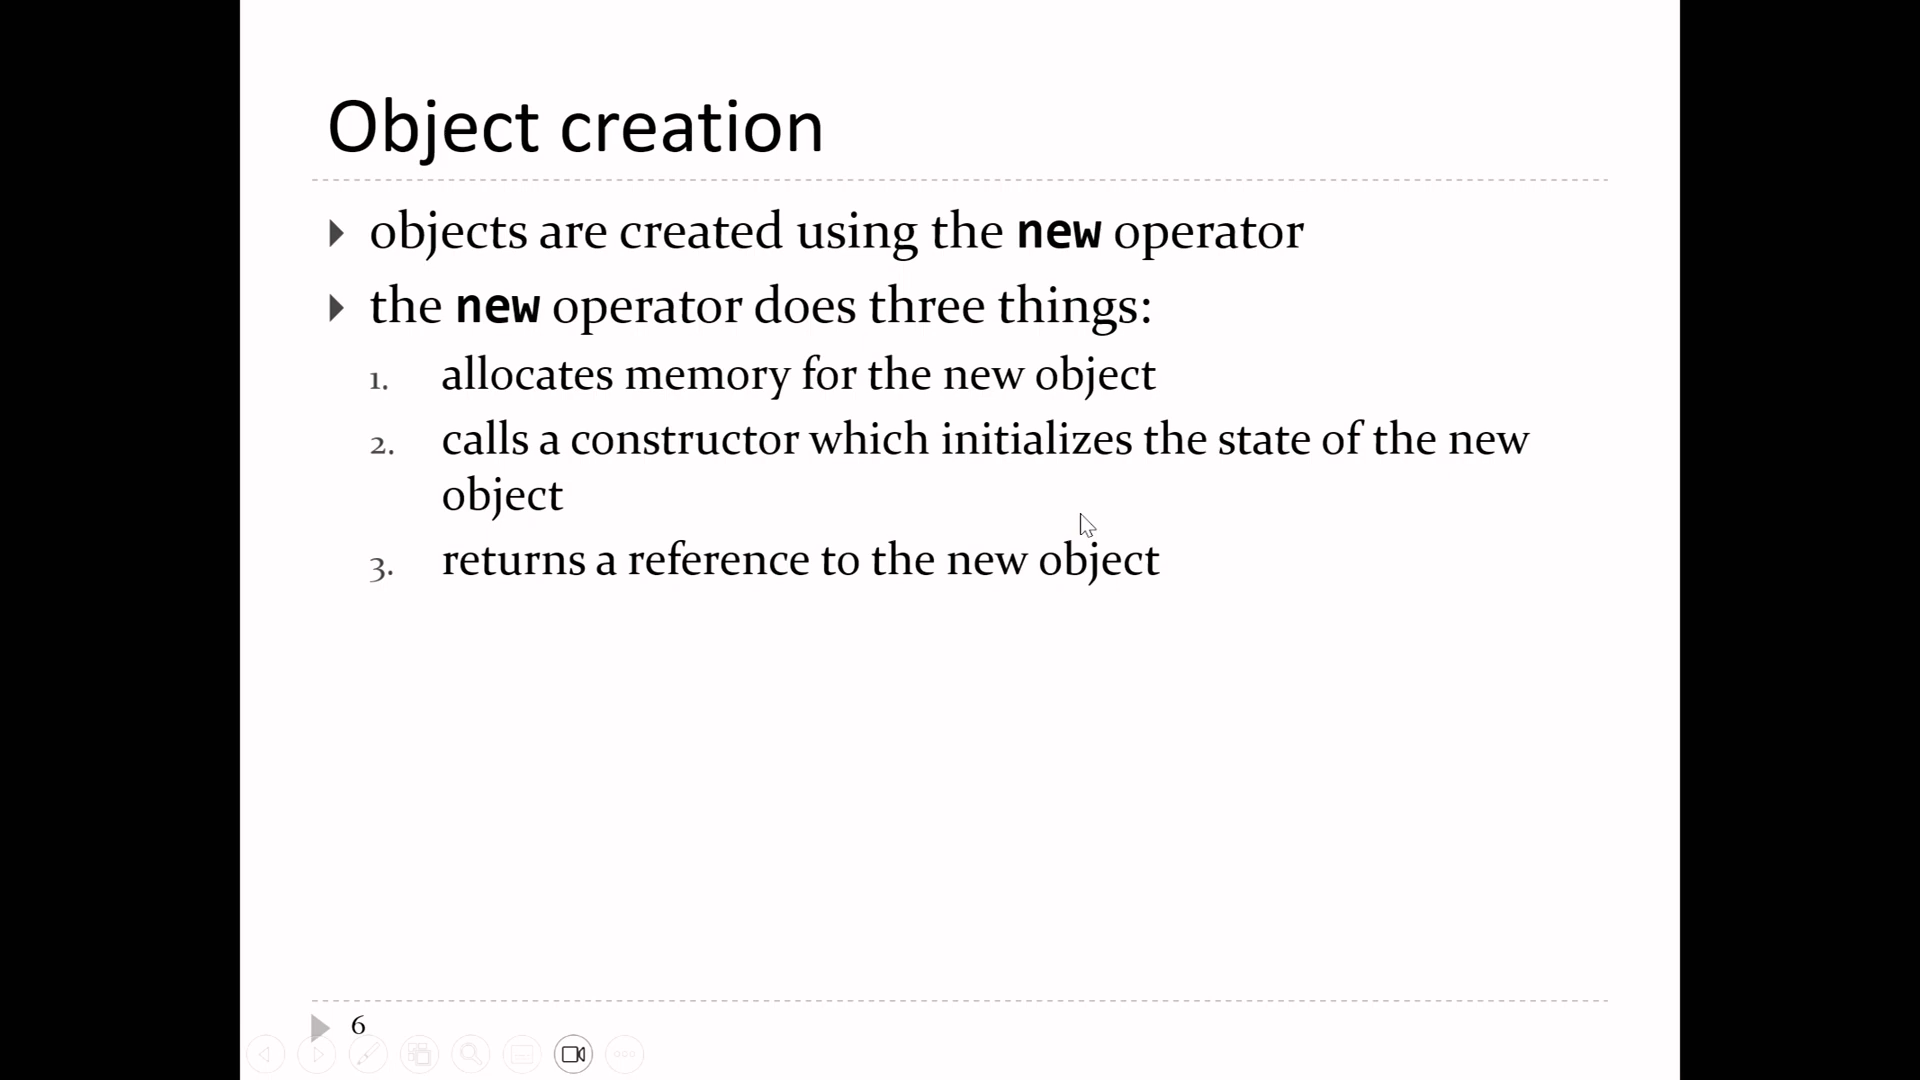 Object creation
objects are created using the new operator
the new operator does three things:
1. allocates memory for the new object
2. calls a constructor which initializes the state of the new
object
3. returns a reference to the new object
6